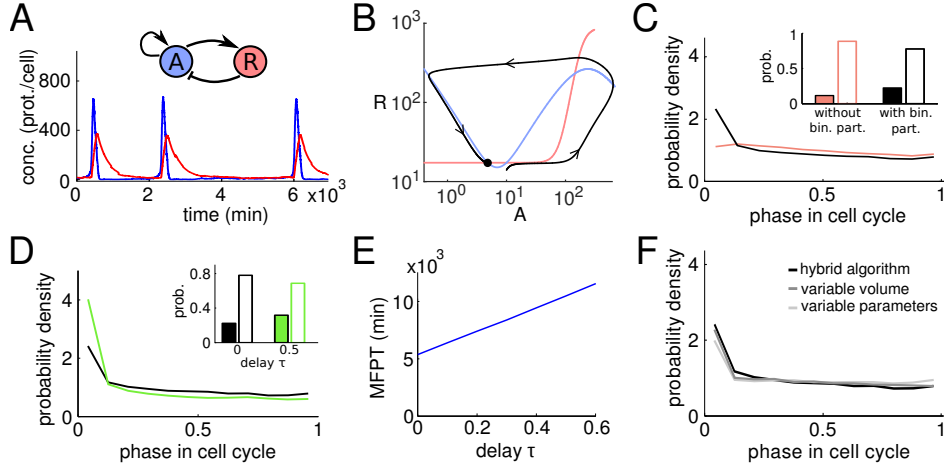 A
A
R
conc. (prot./cell)
800
400
0
0
2
4
6
x10³
time (min)
B
R
10³
10²
10¹
10⁰
10¹
10²
A
C
probability density
4
2
0
0
0.5
1
phase in cell cycle
prob.
1
0.5
0
without
bin. part.
with bin.
part.
D
probability density
4
2
0
0
0.5
1
phase in cell cycle
prob.
0.8
0.4
0
0
0.5
delay τ
E
x10³
MFPT (min)
10
5
0
0
0.2
0.4
0.6
delay τ
F
probability density
4
2
0
0
0.5
1
phase in cell cycle
hybrid algorithm
variable volume
variable parameters